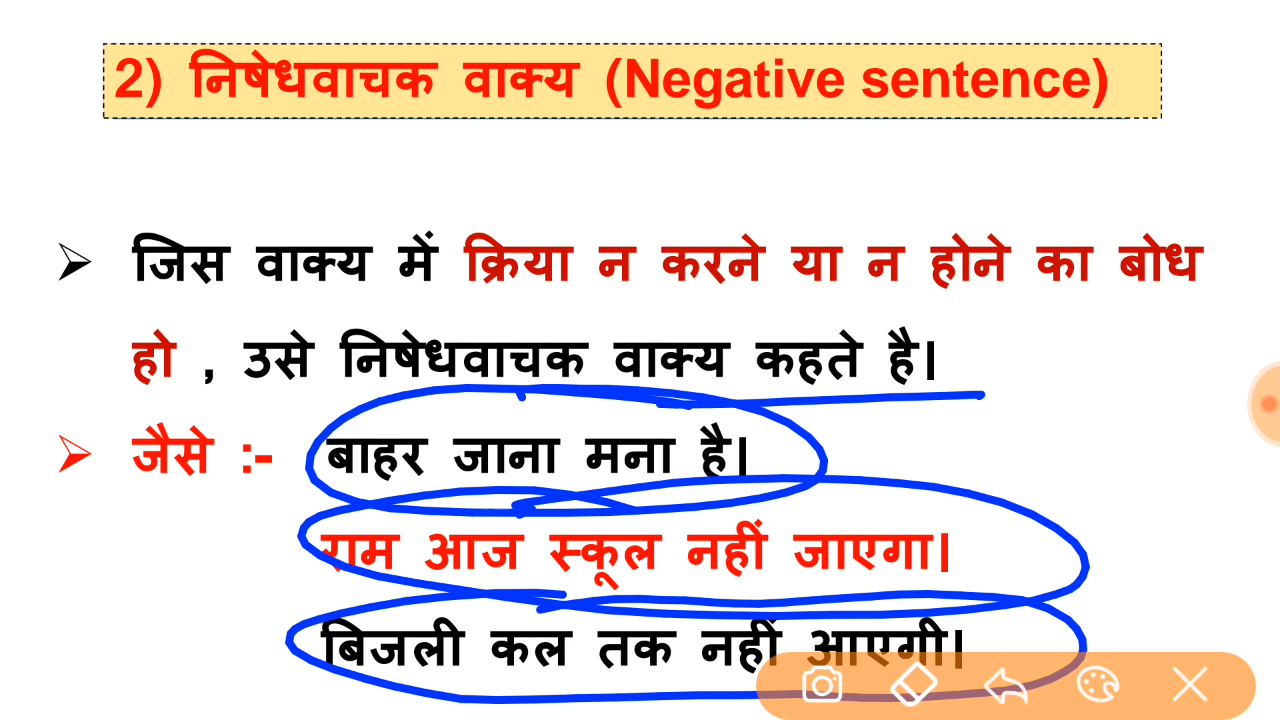 2) निषेधवाचक वाक्य (Negative sentence)
जिस वाक्य में क्रिया न करने या न होने का बोध
हो , उसे निषेधवाचक वाक्य कहते है।
जैसे :- बाहर जाना मना है।
राम आज स्कूल नहीं जाएगा।
बिजली कल तक नहीं आएगी।